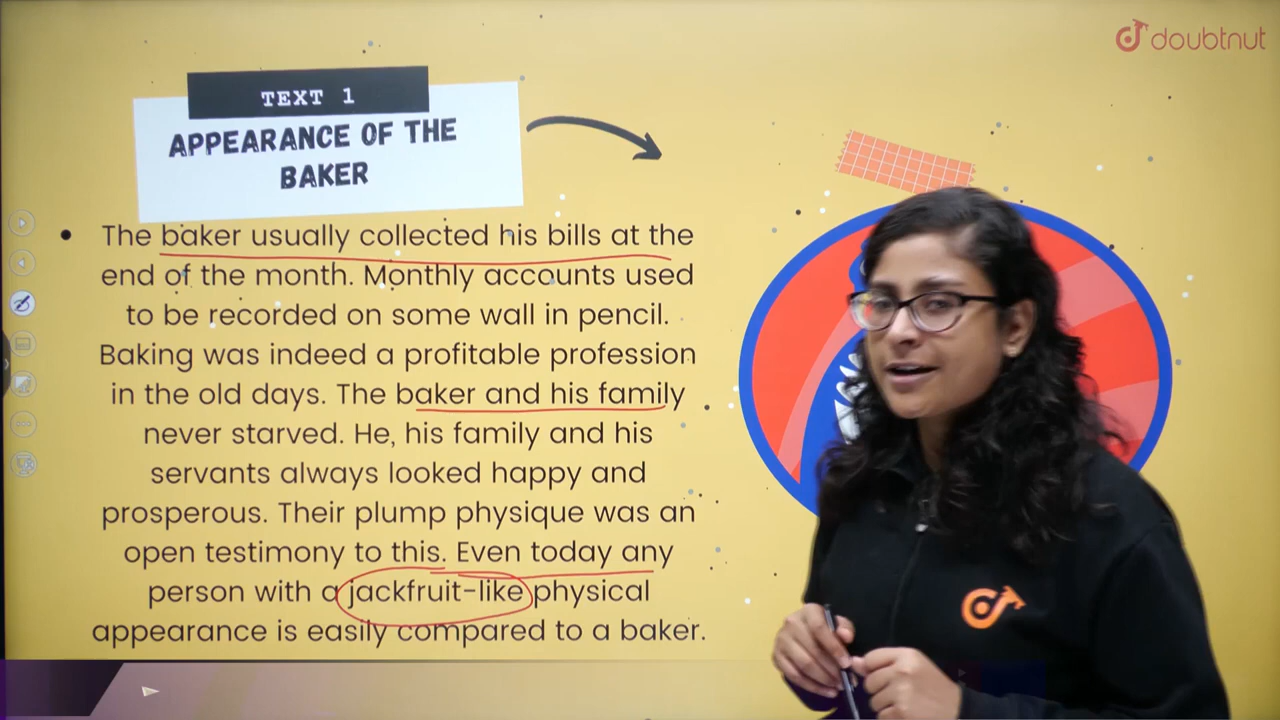 doubtnut
TEXT 1
APPEARANCE OF THE
BAKER
The baker usually collected his bills at the
end of the month. Monthly accounts used
to be recorded on some wall in pencil.
Baking was indeed a profitable profession
in the old days. The baker and his family
never starved. He, his family and his
servants always looked happy and
prosperous. Their plump physique was an
open testimony to this. Even today any
person with a jackfruit-like physical
appearance is easily compared to a baker.